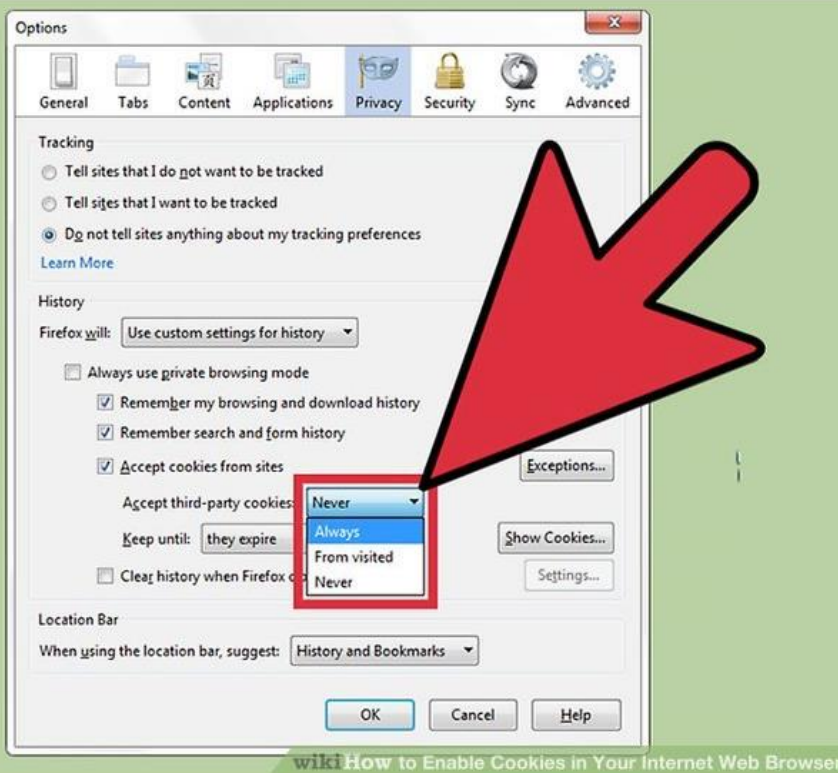 Options
General Tabs Content Applications Privacy Security Sync Advanced
Tracking
Tell sites that I do not want to be tracked
Tell sites that I want to be tracked
Do not tell sites anything about my tracking preferences
Learn More
History
Firefox will: Use custom settings for history
Always use private browsing mode
Remember my browsing and download history
Remember search and form history
Accept cookies from sites Exceptions...
Accept third-party cookies: Never
Always
Keep until: they expire Show Cookies...
From visited
Clear history when Firefox Settings...
Never
Location Bar
When using the location bar, suggest: History and Bookmarks
OK Cancel Help
wikiHow to Enable Cookies in Your Internet Web Browser